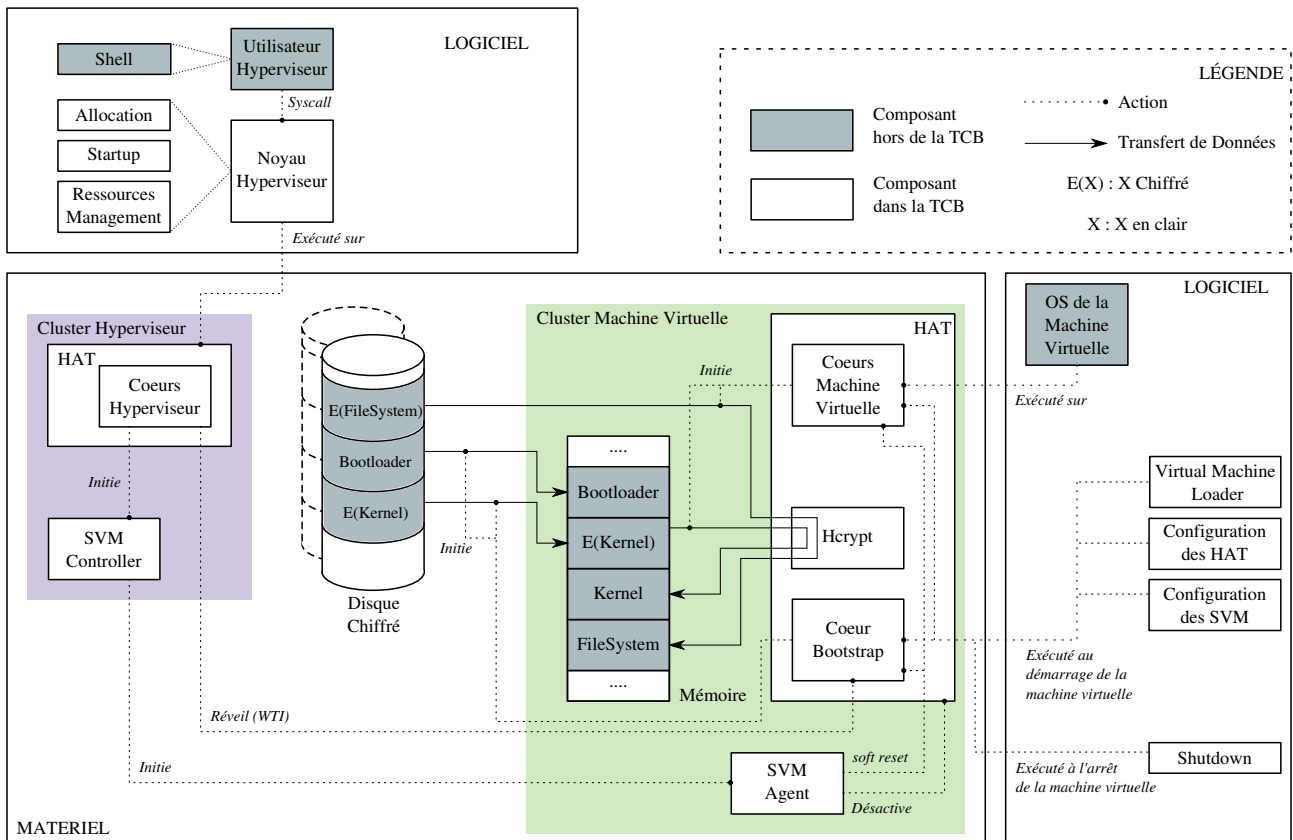 LOGICIEL
Shell
Utilisateur
Hyperviseur
Syscall
Allocation
Startup
Ressources
Management
Noyau
Hyperviseur
Exécuté sur
LÉGENDE
Composant
hors de la TCB
Composant
dans la TCB
Action
Transfert de Données
E(X) : X Chiffré
X : X en clair
Cluster Hyperviseur
HAT
Coeurs
Hyperviseur
Initie
SVM
Controller
E(FileSystem)
Bootloader
E(Kernel)
Disque
Chiffré
Initie
Cluster Machine Virtuelle
Initie
....
Bootloader
E(Kernel)
Kernel
FileSystem
....
Mémoire
HAT
Coeurs
Machine
Virtuelle
Hcrypt
Coeur
Bootstrap
Réveil (WTI)
Initie
SVM
Agent
soft reset
Désactive
MATERIEL
LOGICIEL
OS de la
Machine
Virtuelle
Exécuté sur
Virtual Machine
Loader
Configuration
des HAT
Configuration
des SVM
Exécuté au
démarrage de la
machine virtuelle
Shutdown
Exécuté à l'arrêt
de la machine virtuelle